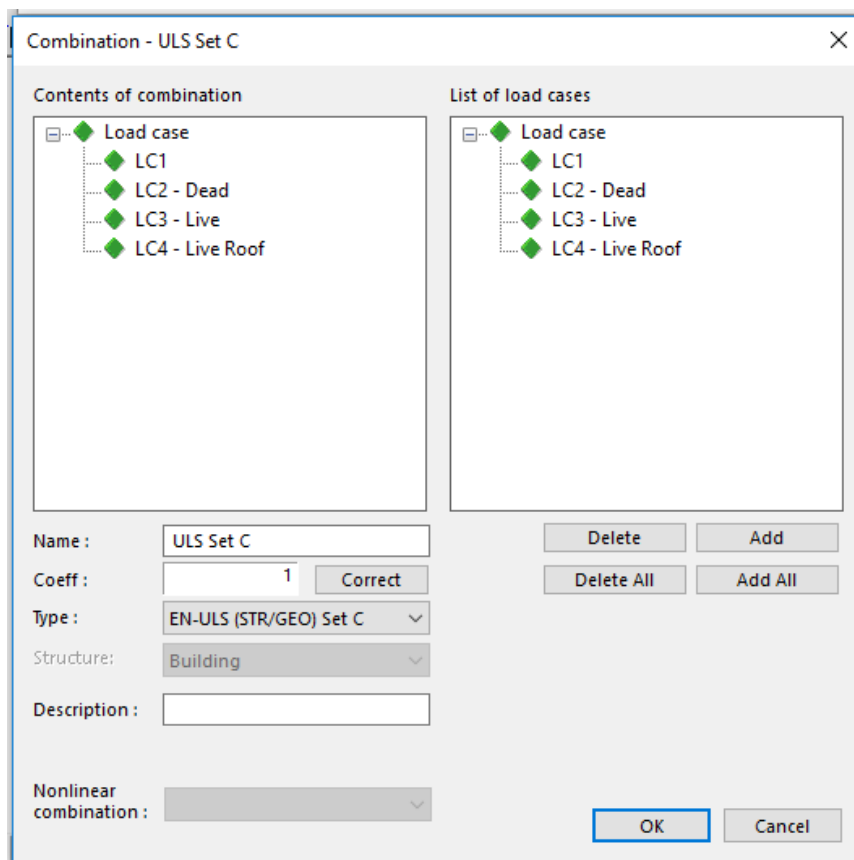 Combination - ULS Set C
Contents of combination
List of load cases
Load case
LC1
LC2 - Dead
LC3 - Live
LC4 - Live Roof
Load case
LC1
LC2 - Dead
LC3 - Live
LC4 - Live Roof
Name : ULS Set C
Delete Add
Coeff : 1 Correct
Delete All Add All
Type : EN-ULS (STR/GEO) Set C
Structure: Building
Description :
Nonlinear
combination :
OK Cancel